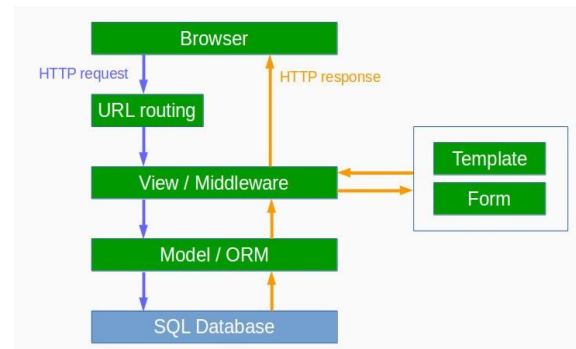 Browser
HTTP request
HTTP response
URL routing
View / Middleware
Template
Form
Model / ORM
SQL Database